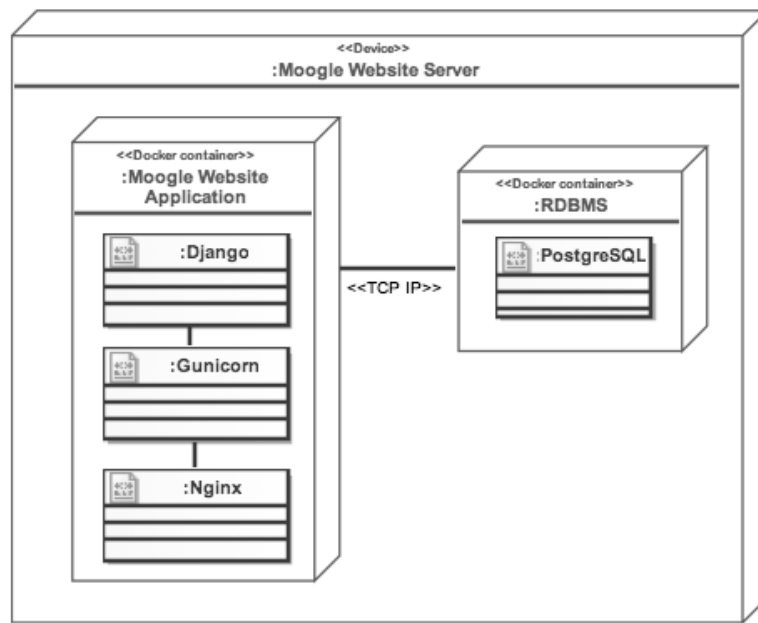 <<Device>>
:Moogle Website Server
<<Docker container>>
:Moogle Website
Application
:Django
:Gunicorn
:Nginx
<<TCP IP>>
<<Docker container>>
:RDBMS
:PostgreSQL